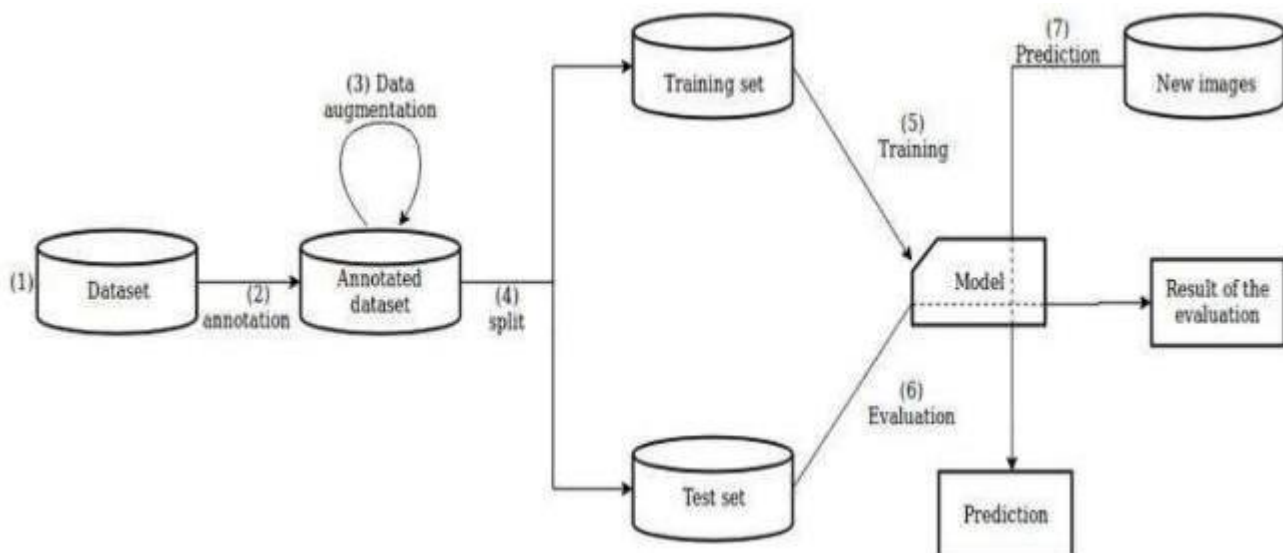 (1)
Dataset
(2)
annotation
(3) Data
augmentation
Annotated
dataset
(4)
split
Training set
Test set
(5)
Training
(6)
Evaluation
Model
(7)
Prediction
New images
Result of the
evaluation
Prediction